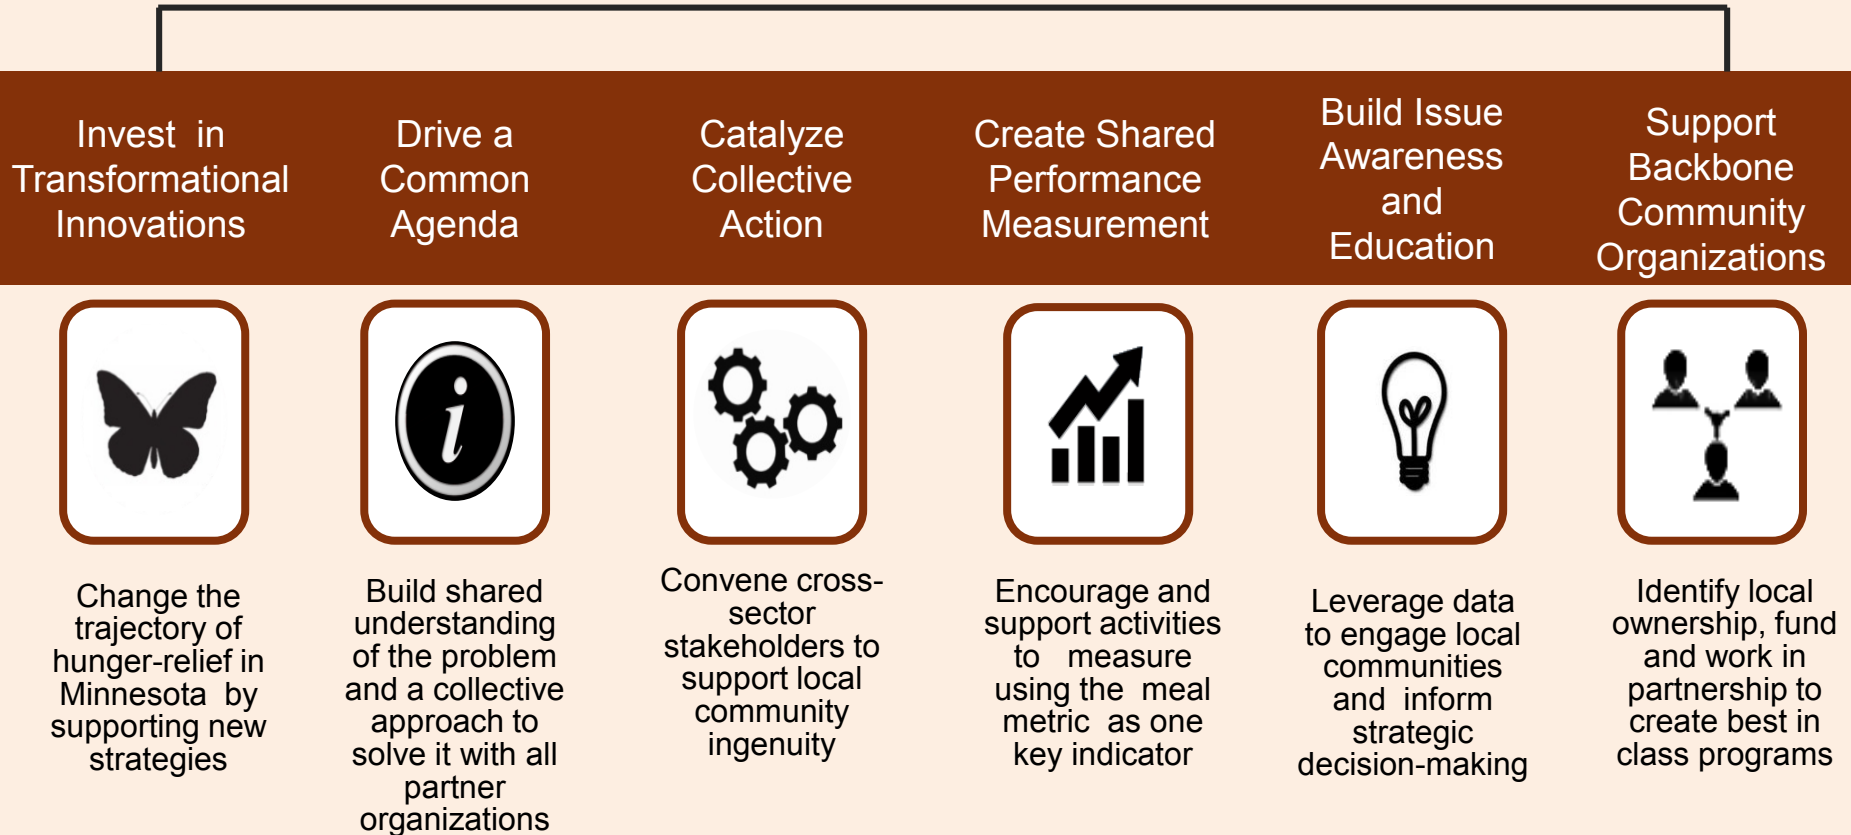 Invest in
Transformational
Innovations
Drive a
Common
Agenda
Catalyze
Collective
Action
Create Shared
Performance
Measurement
Build Issue
Awareness
and
Education
Support
Backbone
Community
Organizations
i
Change the
trajectory of
hunger-relief in
Minnesota by
supporting new
strategies
Build shared
understanding
of the problem
and a collective
approach to
solve it with all
partner
organizations
Convene cross-
sector
stakeholders to
support local
community
ingenuity
Encourage and
support activities
to measure
using the meal
metric as one
key indicator
Leverage data
to engage local
communities
and inform
strategic
decision-making
Identify local
ownership, fund
and work in
partnership to
create best in
class programs